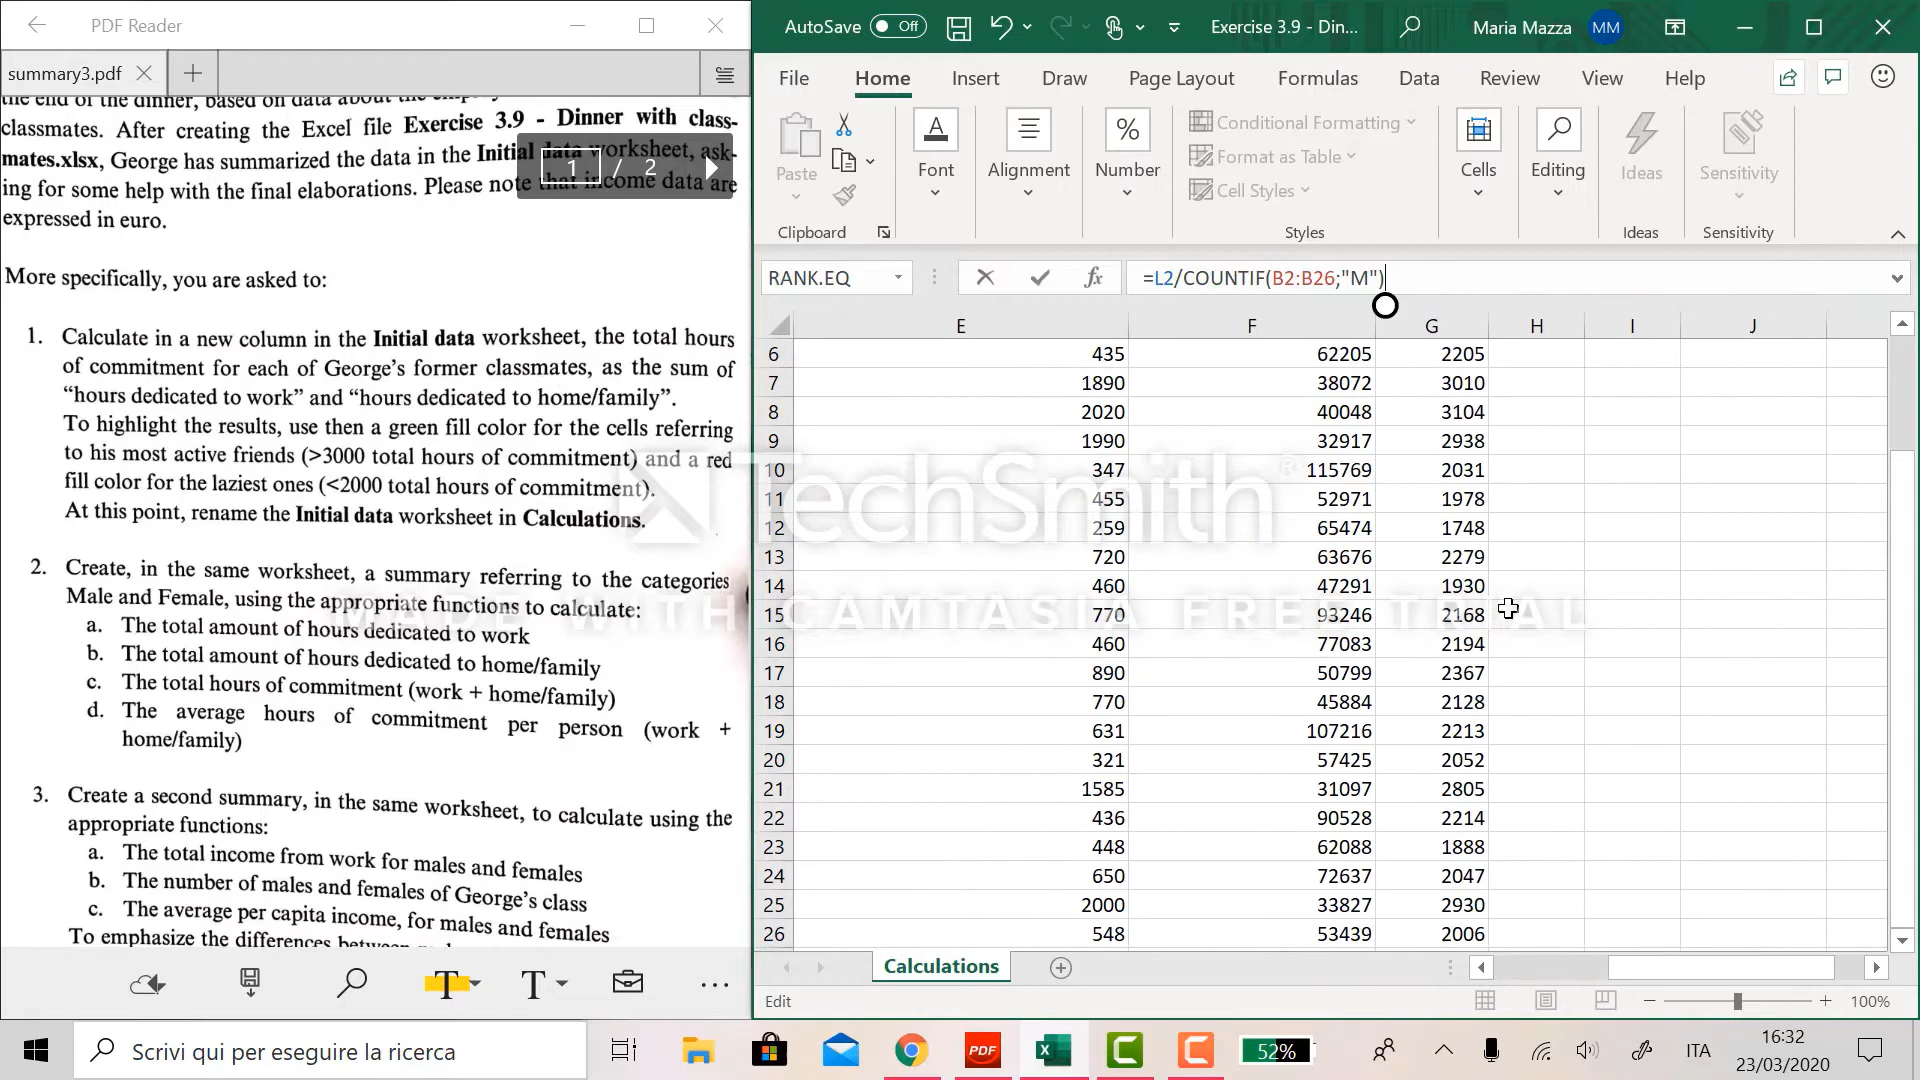 PDF Reader
summary3.pdf
the end of the dinner, based on data about the
classmates. After creating the Excel file Exercise 3.9 - Dinner with class-
mates.xlsx, George has summarized the data in the Initial data worksheet, ask-
ing for some help with the final elaborations. Please note that income data are
expressed in euro.
1 / 2
More specifically, you are asked to:
1. Calculate in a new column in the Initial data worksheet, the total hours
of commitment for each of George's former classmates, as the sum of
"hours dedicated to work" and "hours dedicated to home/family".
To highlight the results, use then a green fill color for the cells referring
to his most active friends (>3000 total hours of commitment) and a red
fill color for the laziest ones (<2000 total hours of commitment).
At this point, rename the Initial data worksheet in Calculations.
2. Create, in the same worksheet, a summary referring to the categories
Male and Female, using the appropriate functions to calculate:
a. The total amount of hours dedicated to work
b. The total amount of hours dedicated to home/family
c. The total hours of commitment (work + home/family)
d. The average hours of commitment per person (work +
home/family)
3. Create a second summary, in the same worksheet, to calculate using the
appropriate functions:
a. The total income from work for males and females
b. The number of males and females of George's class
c. The average per capita income, for males and females
To emphasize the differences between
AutoSave Off Exercise 3.9 - Din... Maria Mazza MM
File Home Insert Draw Page Layout Formulas Data Review View Help
Paste Font Alignment Number Conditional Formatting Format as Table Cell Styles Cells Editing Ideas Sensitivity
Clipboard Styles Ideas Sensitivity
RANK.EQ fx =L2/COUNTIF(B2:B26;"M")
E F G H I J
6 435 62205 2205
7 1890 38072 3010
8 2020 40048 3104
9 1990 32917 2938
10 347 115769 2031
11 455 52971 1978
12 259 65474 1748
13 720 63676 2279
14 460 47291 1930
15 770 93246 2168
16 460 77083 2194
17 890 50799 2367
18 770 45884 2128
19 631 107216 2213
20 321 57425 2052
21 1585 31097 2805
22 436 90528 2214
23 448 62088 1888
24 650 72637 2047
25 2000 33827 2930
26 548 53439 2006
TechSmith®
MADE WITH CAMTASIA FREE TRIAL
Calculations
Edit 100%
Scrivi qui per eseguire la ricerca
PDF
52%
ITA
16:32
23/03/2020